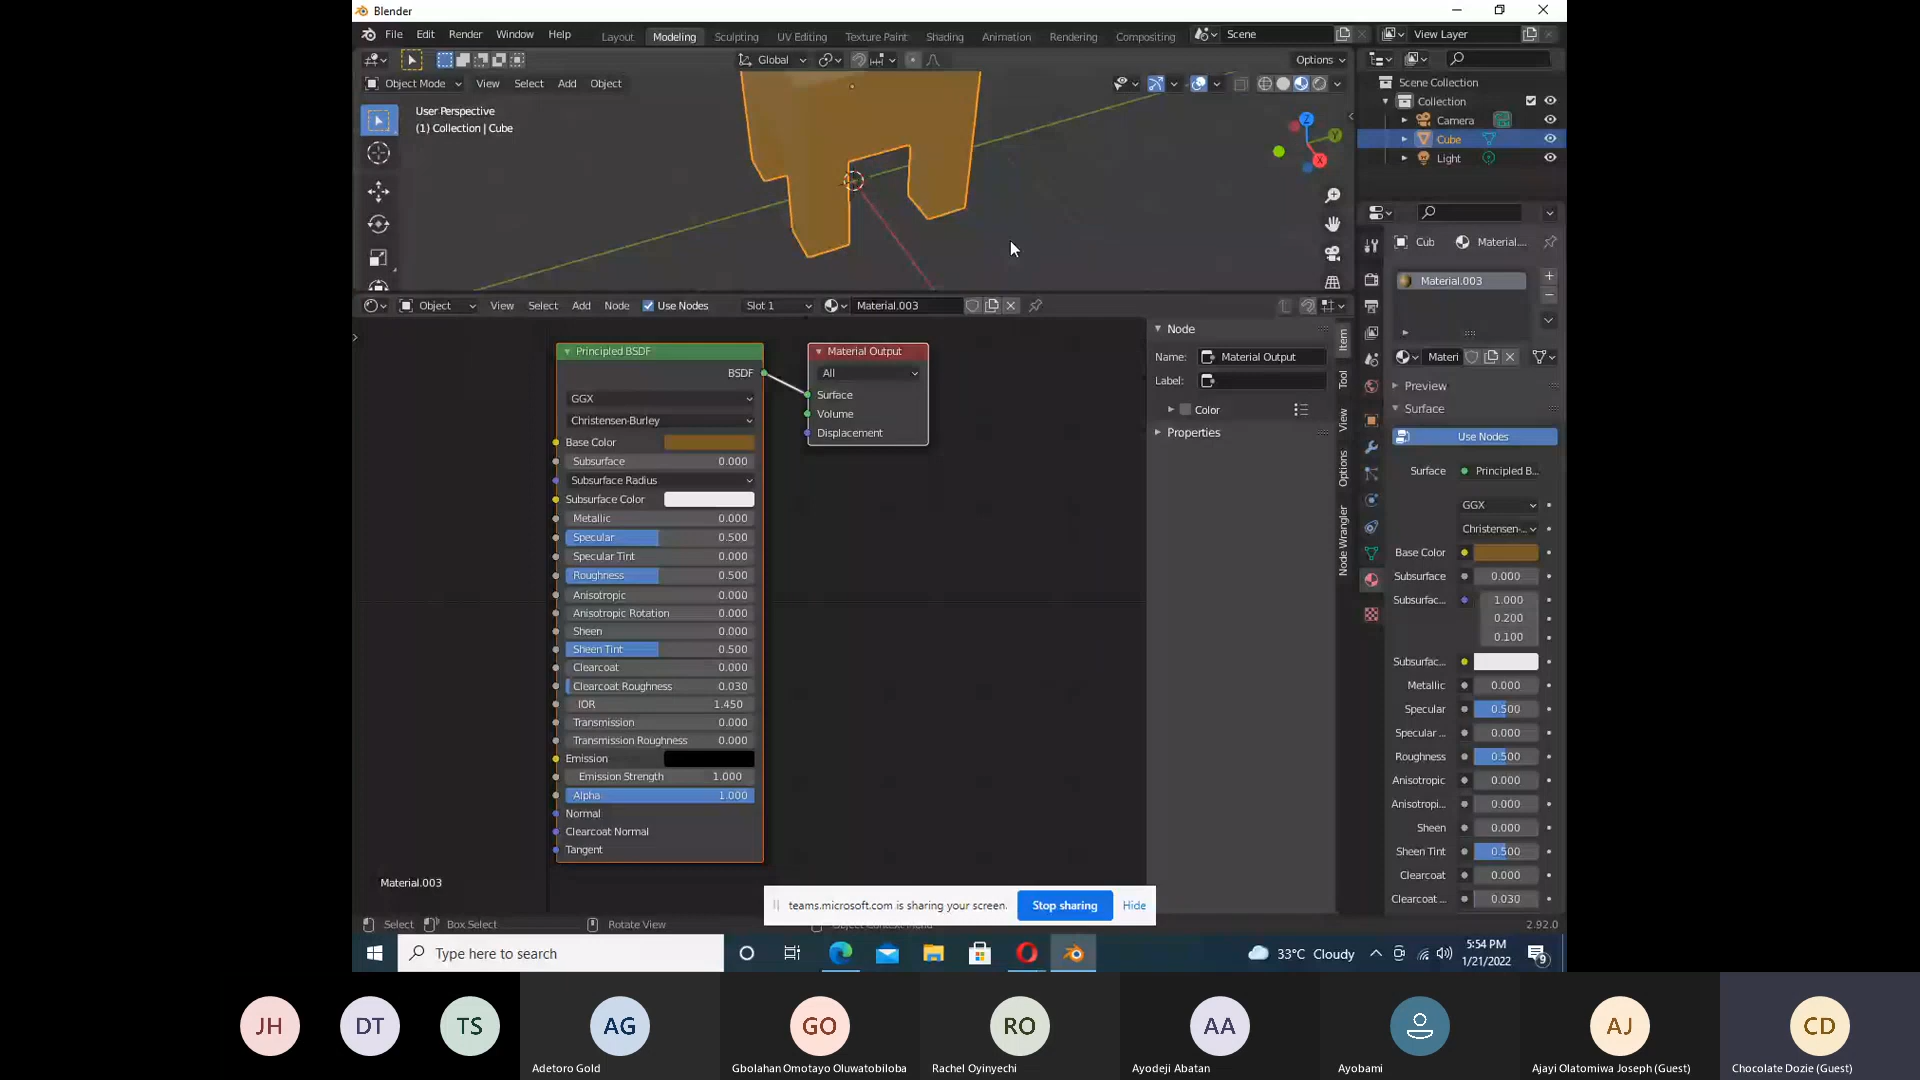 Blender
File Edit Render Window Help Layout Modeling Sculpting UV Editing Texture Paint Shading Animation Rendering Compositing Scene View Layer
Global Options
Object Mode View Select Add Object
Scene Collection
Collection
Camera
Cube
Light
User Perspective
(1) Collection | Cube
Z
Y
X
Object View Select Add Node Use Nodes Slot 1 Material.003
Principled BSDF
BSDF
GGX
Christensen-Burley
Base Color
Subsurface 0.000
Subsurface Radius
Subsurface Color
Metallic 0.000
Specular 0.500
Specular Tint 0.000
Roughness 0.500
Anisotropic 0.000
Anisotropic Rotation 0.000
Sheen 0.000
Sheen Tint 0.500
Clearcoat 0.000
Clearcoat Roughness 0.030
IOR 1.450
Transmission 0.000
Transmission Roughness 0.000
Emission
Emission Strength 1.000
Alpha 1.000
Normal
Clearcoat Normal
Tangent
Material Output
All
Surface
Volume
Displacement
Node
Name: Material Output
Label:
Color
Properties
Item
Tool
View
Options
Node Wrangler
Cub Material....
Material.003
Materi
Preview
Surface
Use Nodes
Surface Principled B...
GGX
Christensen-...
Base Color
Subsurface 0.000
Subsurfac... 1.000
0.200
0.100
Subsurfac...
Metallic 0.000
Specular 0.500
Specular ... 0.000
Roughness 0.500
Anisotropic 0.000
Anisotropi... 0.000
Sheen 0.000
Sheen Tint 0.500
Clearcoat 0.000
Clearcoat ... 0.030
Material.003
teams.microsoft.com is sharing your screen. Stop sharing Hide
Select Box Select Rotate View 2.92.0
Type here to search
33°C Cloudy
5:54 PM
1/21/2022
9
JH DT TS AG GO RO AA AJ CD
Adetoro Gold Gbolahan Omotayo Oluwatobiloba Rachel Oyinyechi Ayodeji Abatan Ayobami Ajayi Olatomiwa Joseph (Guest) Chocolate Dozie (Guest)